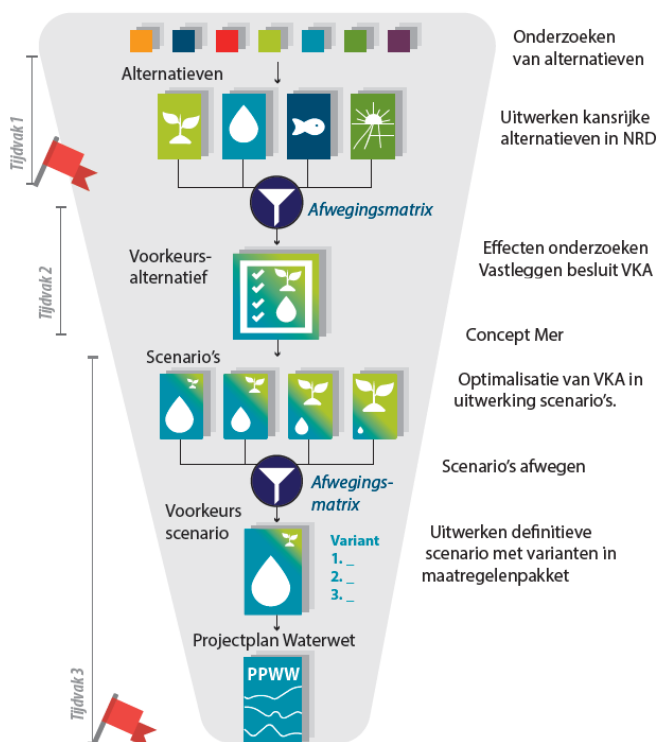 Onderzoeken
van alternatieven
Alternatieven
Tijdvak 1
Uitwerken kansrijke
alternatieven in NRD
Afwegingsmatrix
Tijdvak 2
Voorkeurs-
alternatief
Effecten onderzoeken
Vastleggen besluit VKA
Concept Mer
Scenario's
Optimalisatie van VKA in
uitwerking scenario's.
Scenario's afwegen
Afwegings-
matrix
Voorkeurs
scenario
Variant
1. _
2. _
3. _
Uitwerken definitieve
scenario met varianten in
maatregelenpakket
Projectplan Waterwet
Tijdvak 3
PPWW